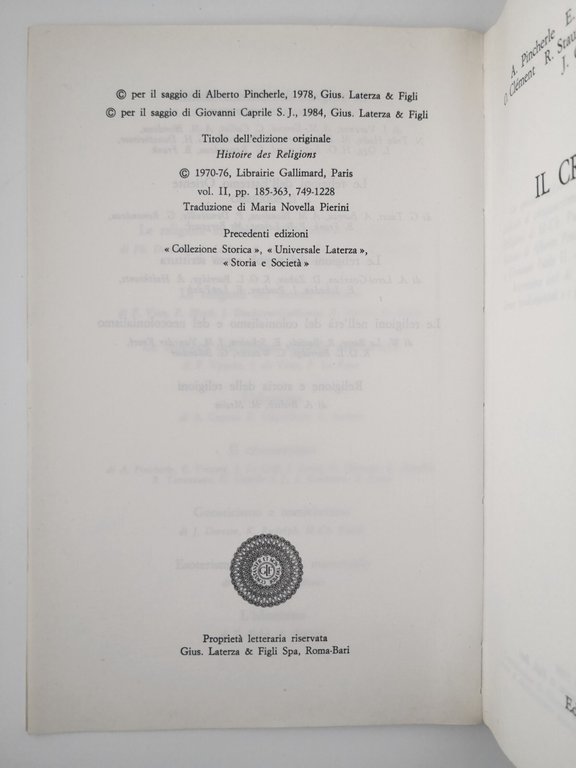 © per il saggio di Alberto Pincherle, 1978, Gius. Laterza & Figli
© per il saggio di Giovanni Caprile S. J., 1984, Gius. Laterza & Figli
Titolo dell'edizione originale
Histoire des Religions
© 1970-76, Librairie Gallimard, Paris
vol. II, pp. 185-363, 749-1228
Traduzione di Maria Novella Pierini
Precedenti edizioni
« Collezione Storica », « Universale Laterza »,
« Storia e Società »
Proprietà letteraria riservata
Gius. Laterza & Figli Spa, Roma-Bari
A. Pincherle E.
O. Clément R.
J.
IL